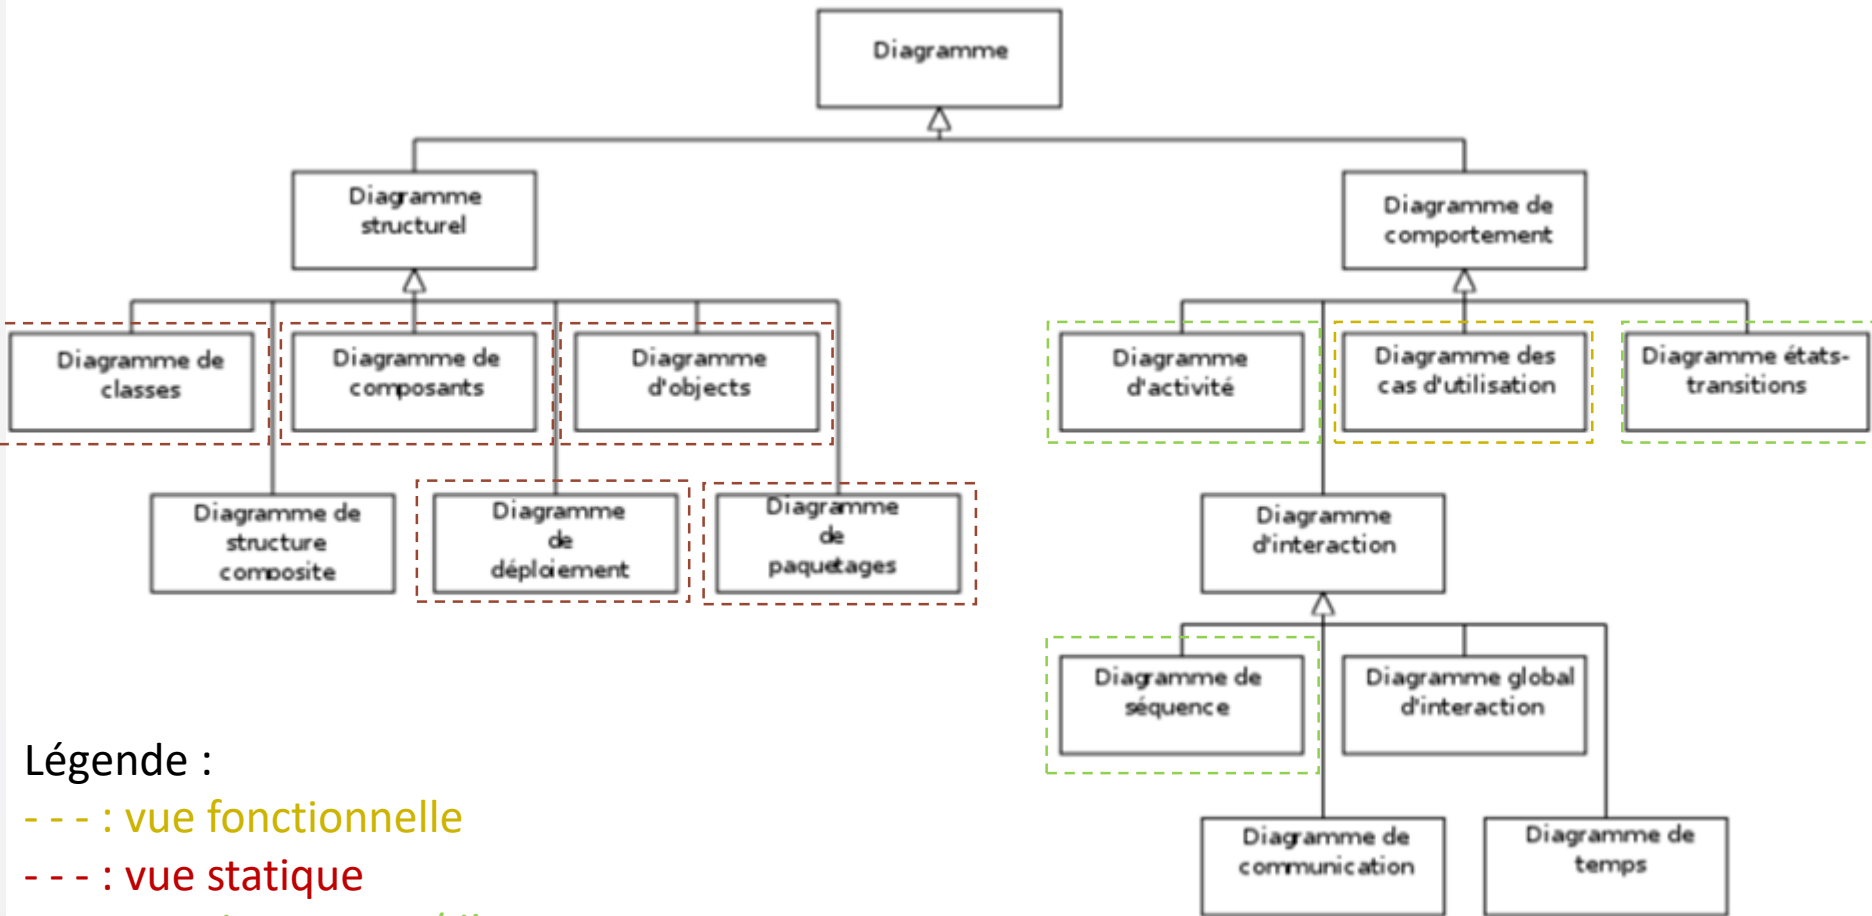 Diagramme
Diagramme
structurel
Diagramme de
comportement
Diagramme de
classes
Diagramme de
composants
Diagramme
d'objects
Diagramme
d'activité
Diagramme des
cas d'utilisation
Diagramme états-
transitions
Diagramme de
structure
composite
Diagramme
de
déploiement
Diagramme
de
paquetages
Diagramme
d'interaction
Diagramme de
séquence
Diagramme global
d'interaction
Diagramme de
communication
Diagramme de
temps
Légende :
- - - : vue fonctionnelle
- - - : vue statique